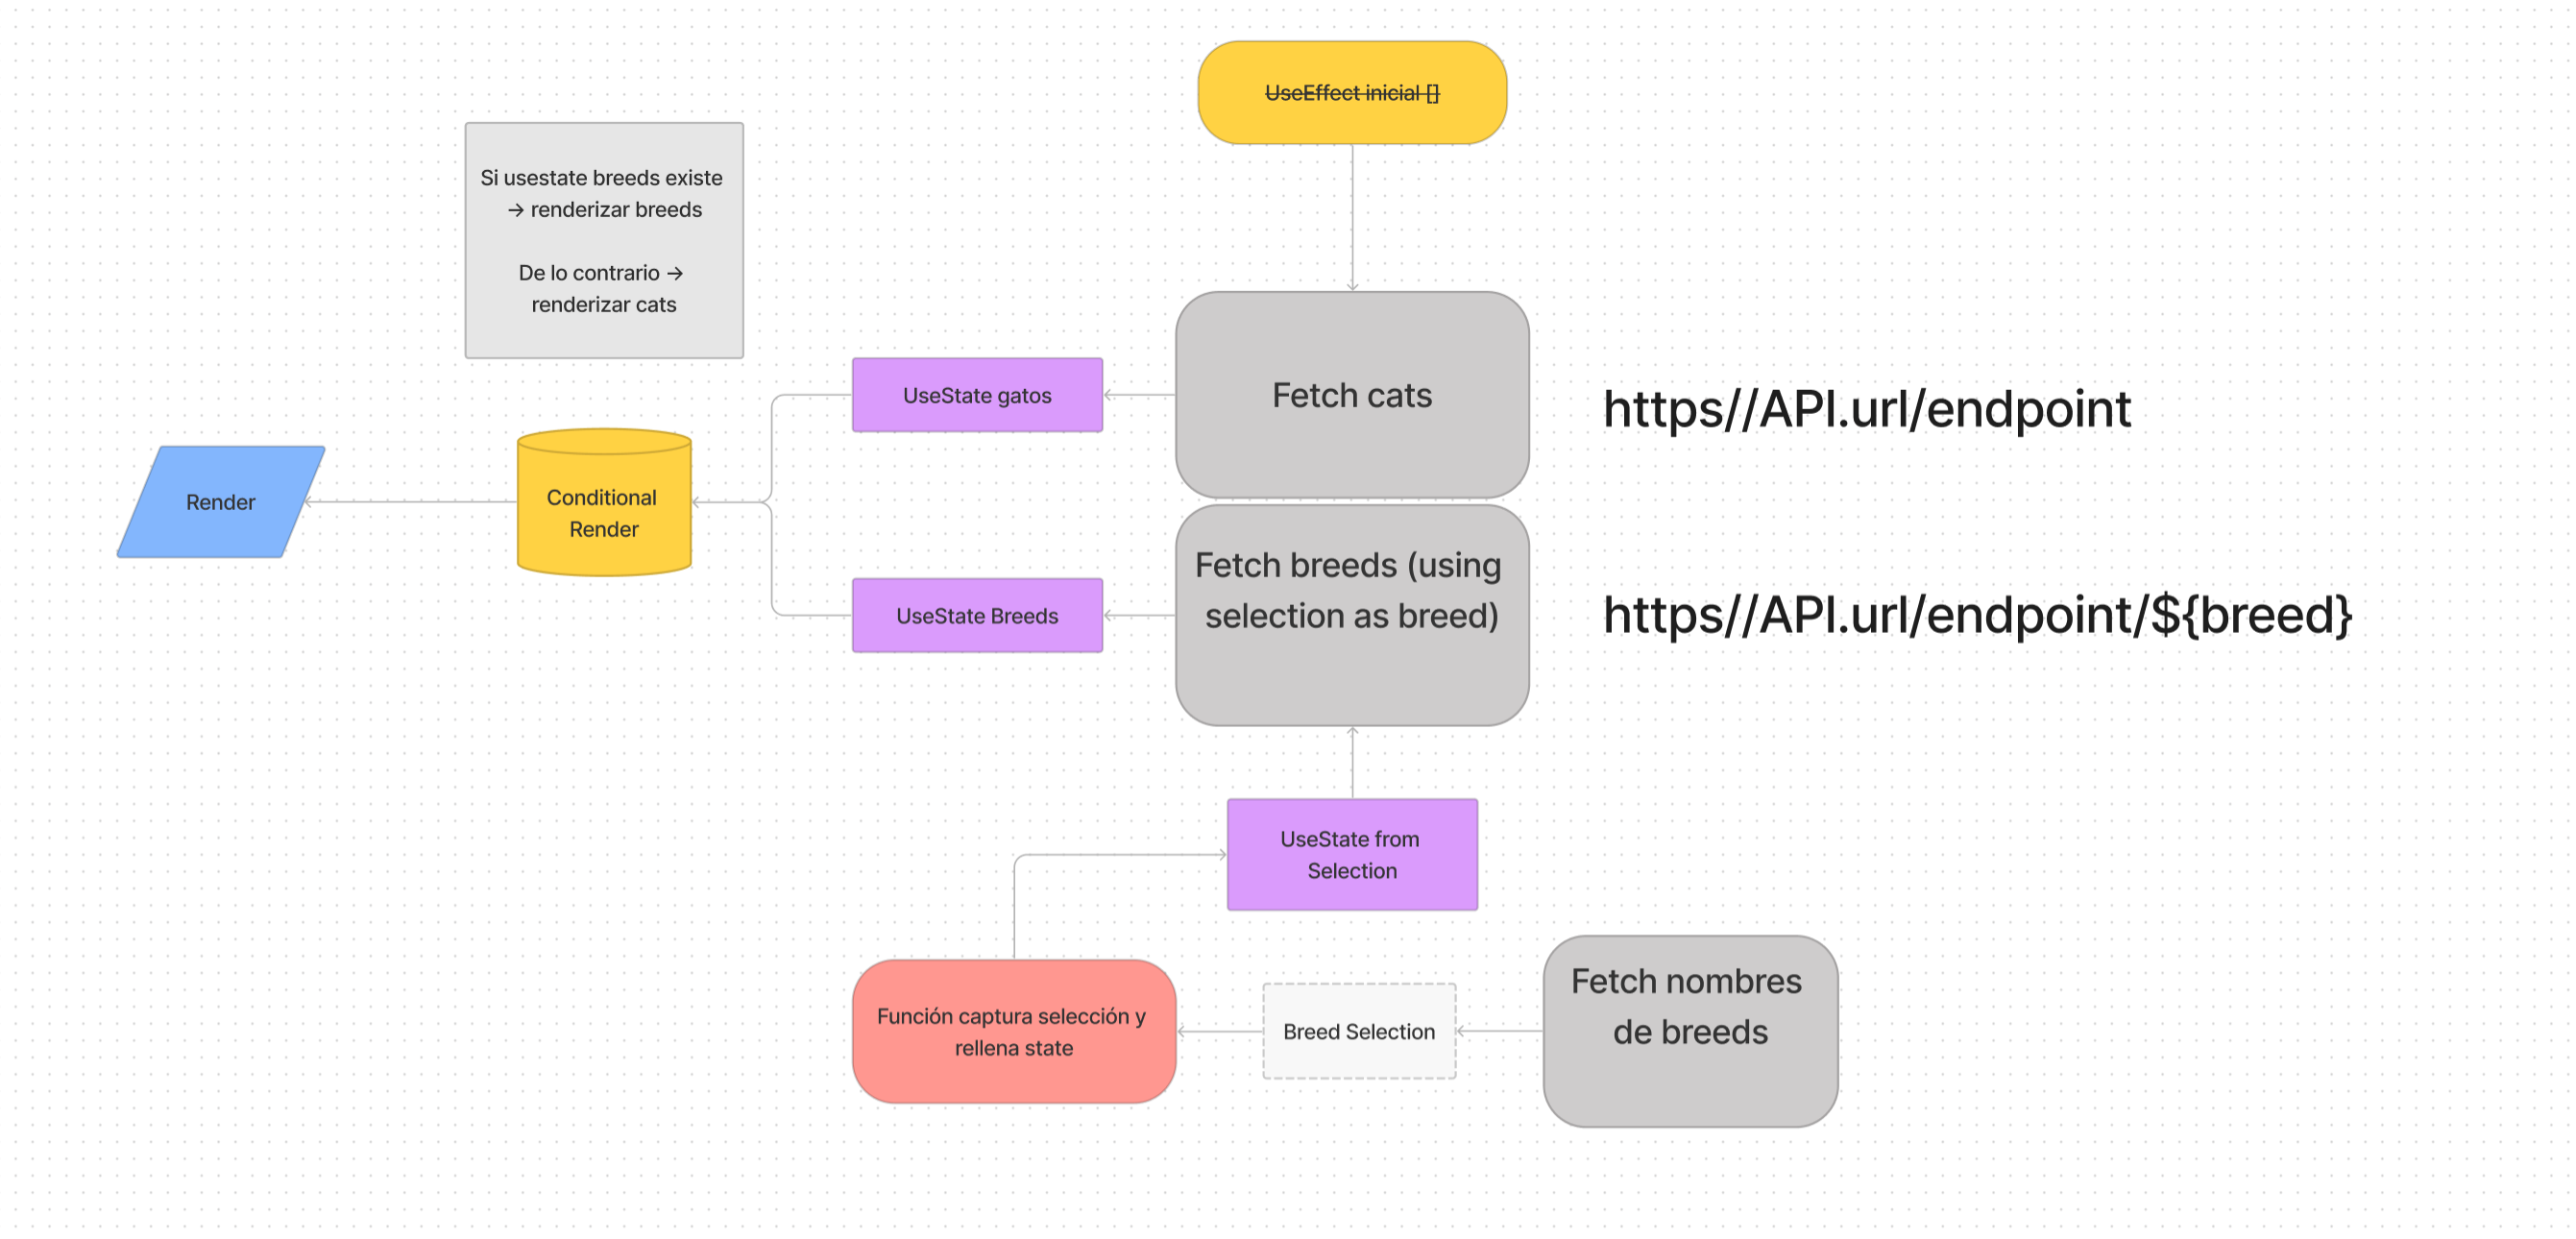 UseEffect inicial []
Si usestate breeds existe
→ renderizar breeds
De lo contrario →
renderizar cats
Fetch cats
https//API.url/endpoint
UseState gatos
Render
Conditional
Render
Fetch breeds (using
selection as breed)
https//API.url/endpoint/${breed}
UseState Breeds
UseState from
Selection
Función captura selección y
rellena state
Breed Selection
Fetch nombres
de breeds